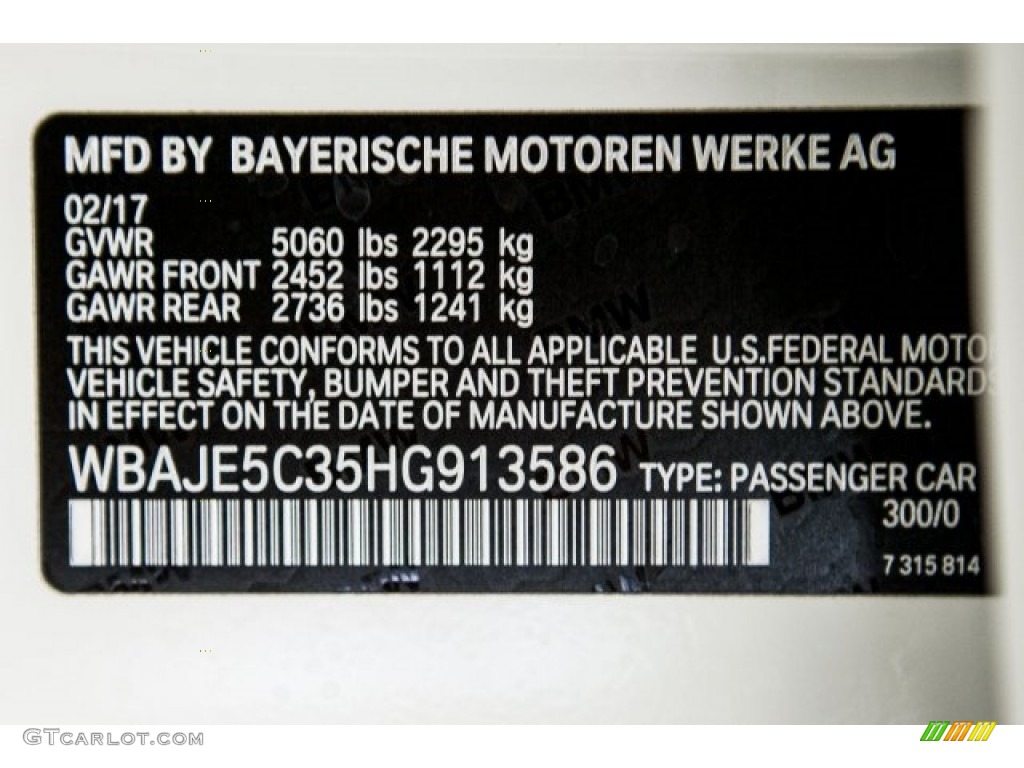 MFD BY BAYERISCHE MOTOREN WERKE AG
02/17
GVWR 5060 lbs 2295 kg
GAWR FRONT 2452 lbs 1112 kg
GAWR REAR 2736 lbs 1241 kg
THIS VEHICLE CONFORMS TO ALL APPLICABLE U.S.FEDERAL MOTO
VEHICLE SAFETY, BUMPER AND THEFT PREVENTION STANDARDS
IN EFFECT ON THE DATE OF MANUFACTURE SHOWN ABOVE.
WBAJE5C35HG913586 TYPE: PASSENGER CAR
300/0
7 315 814
GTCARLOT.COM